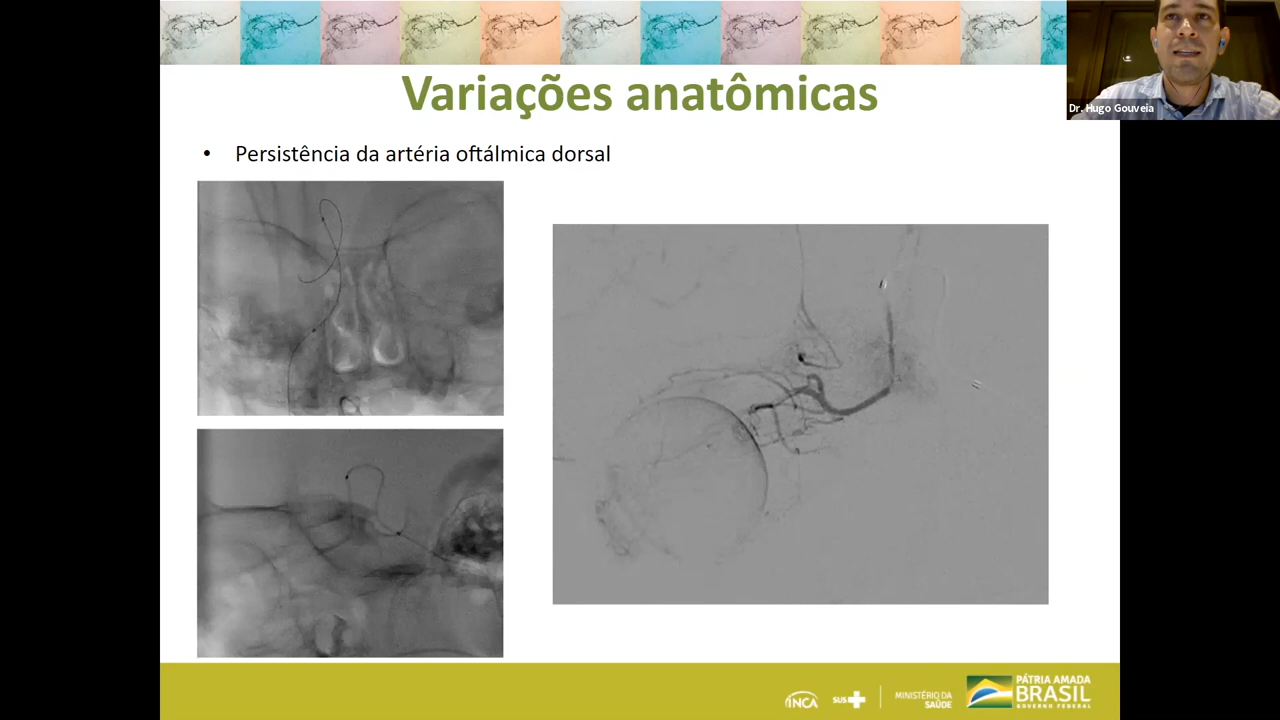 Variações anatômicas
Dr. Hugo Gouveia
• Persistência da artéria oftálmica dorsal
INCA
SUS
MINISTÉRIO DA
SAÚDE
PÁTRIA AMADA
BRASIL
GOVERNO FEDERAL